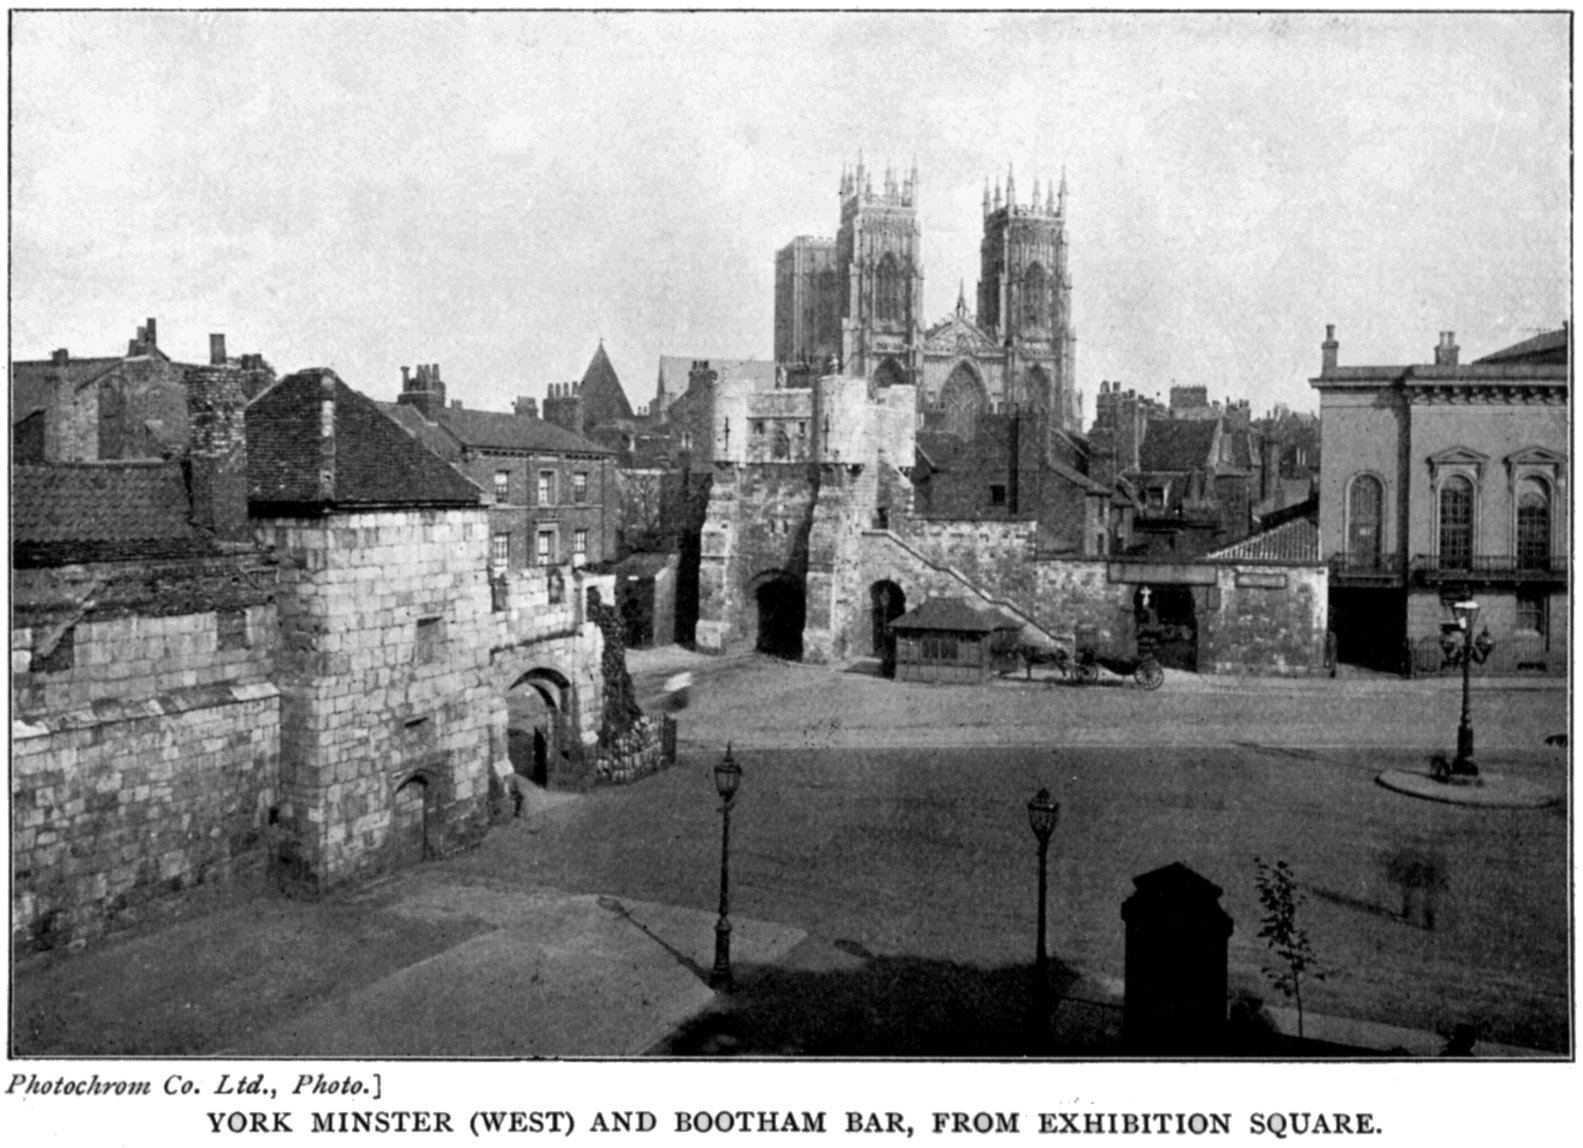 Photochrom Co. Ltd., Photo.]
YORK MINSTER (WEST) AND BOOTHAM BAR, FROM EXHIBITION SQUARE.